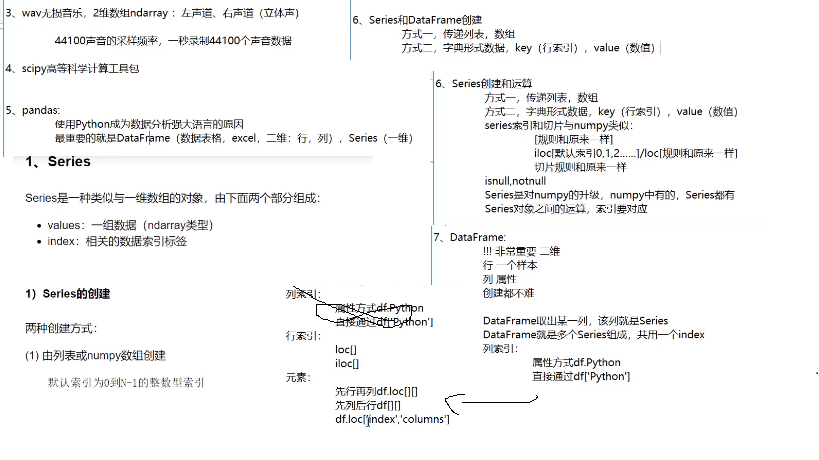 3、wav无损音乐，2维数组ndarray ：左声道、右声道（立体声）
44100声音的采样频率，一秒录制44100个声音数据
4、scipy高等科学计算工具包
5、pandas:
使用Python成为数据分析强大语言的原因
最重要的就是DataFrame（数据表格，excel，二维：行，列），Series（一维）
1、Series
Series是一种类似与一维数组的对象，由下面两个部分组成：
values：一组数据（ndarray类型）
index：相关的数据索引标签
1）Series的创建
两种创建方式：
(1) 由列表或numpy数组创建
默认索引为0到N-1的整数型索引
列索引：
属性方式df.Python
直接通过df['Python']
行索引：
loc[]
iloc[]
元素：
先行再列df.loc[][]
先列后行df[][]
df.loc['index','columns']
6、Series和DataFrame创建
方式一，传递列表，数组
方式二，字典形式数据，key（行索引），value（数值）
6、Series创建和运算
方式一，传递列表，数组
方式二，字典形式数据，key（行索引），value（数值）
series索引和切片与numpy类似：
[规则和原来一样]
iloc[默认索引0,1,2......]/loc[规则和原来一样]
切片规则和原来一样
isnull,notnull
Series是对numpy的升级，numpy中有的，Series都有
Series对象之间的运算，索引要对应
7、DataFrame:
!!! 非常重要 二维
行 一个样本
列 属性
创建都不难
DataFrame取出某一列，该列就是Series
DataFrame就是多个Series组成，共用一个index
列索引：
属性方式df.Python
直接通过df['Python']